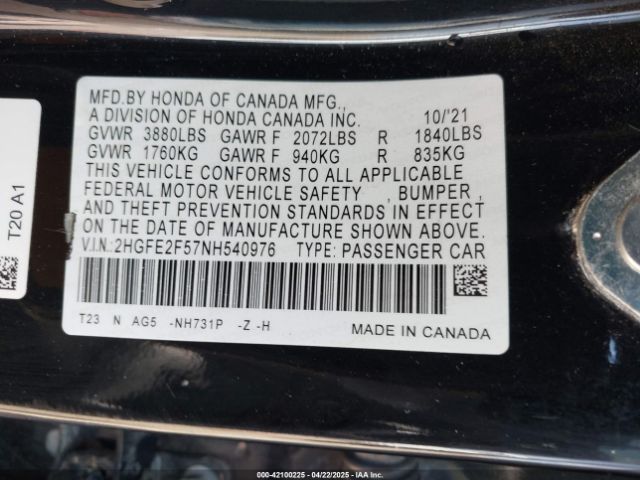 MFD.BY HONDA OF CANADA MFG.,
A DIVISION OF HONDA CANADA INC. 10/'21
GVWR 3880LBS GAWR F 2072LBS R 1840LBS
GVWR 1760KG GAWR F 940KG R 835KG
THIS VEHICLE CONFORMS TO ALL APPLICABLE
FEDERAL MOTOR VEHICLE SAFETY , BUMPER,
AND THEFT PREVENTION STANDARDS IN EFFECT
ON THE DATE OF MANUFACTURE SHOWN ABOVE.
V.I.N.:2HGFE2F57NH540976 TYPE: PASSENGER CAR
T23 N AG5 -NH731P -Z -H
MADE IN CANADA
T20 A1
000-42100225 - 04/22/2025 - IAAI.COM